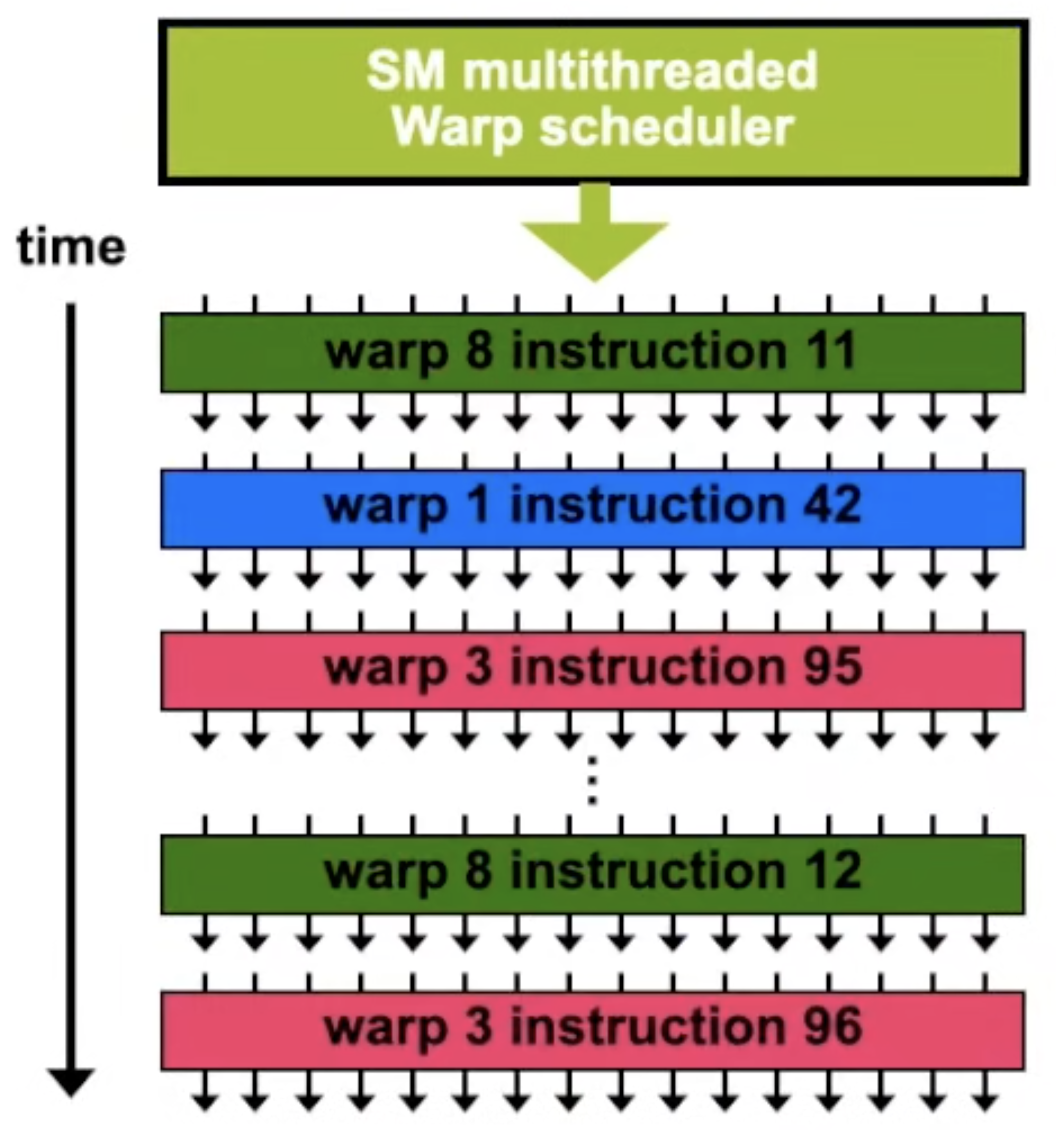 SM multithreaded
Warp scheduler
time
warp 8 instruction 11
warp 1 instruction 42
warp 3 instruction 95
warp 8 instruction 12
warp 3 instruction 96